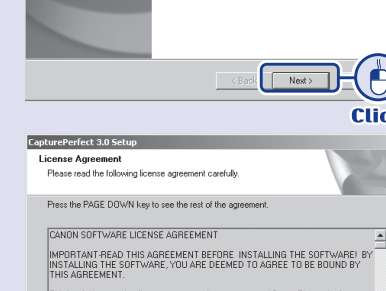 < Back
Next >
Clic
CapturePerfect 3.0 Setup
License Agreement
Please read the following license agreement carefully.
Press the PAGE DOWN key to see the rest of the agreement.
CANON SOFTWARE LICENSE AGREEMENT
IMPORTANT-READ THIS AGREEMENT BEFORE INSTALLING THE SOFTWARE! BY
INSTALLING THE SOFTWARE, YOU ARE DEEMED TO AGREE TO BE BOUND BY
THIS AGREEMENT.